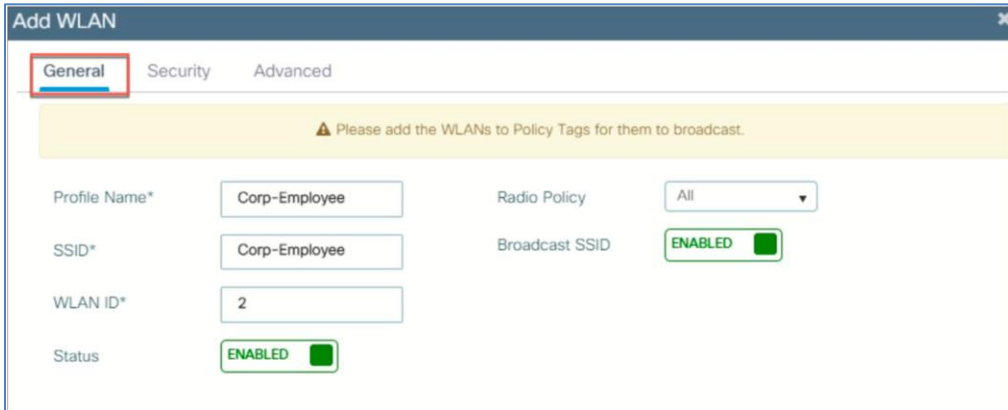 Add WLAN
General Security Advanced
Please add the WLANs to Policy Tags for them to broadcast.
Profile Name* Corp-Employee Radio Policy All
SSID* Corp-Employee Broadcast SSID ENABLED
WLAN ID* 2
Status ENABLED